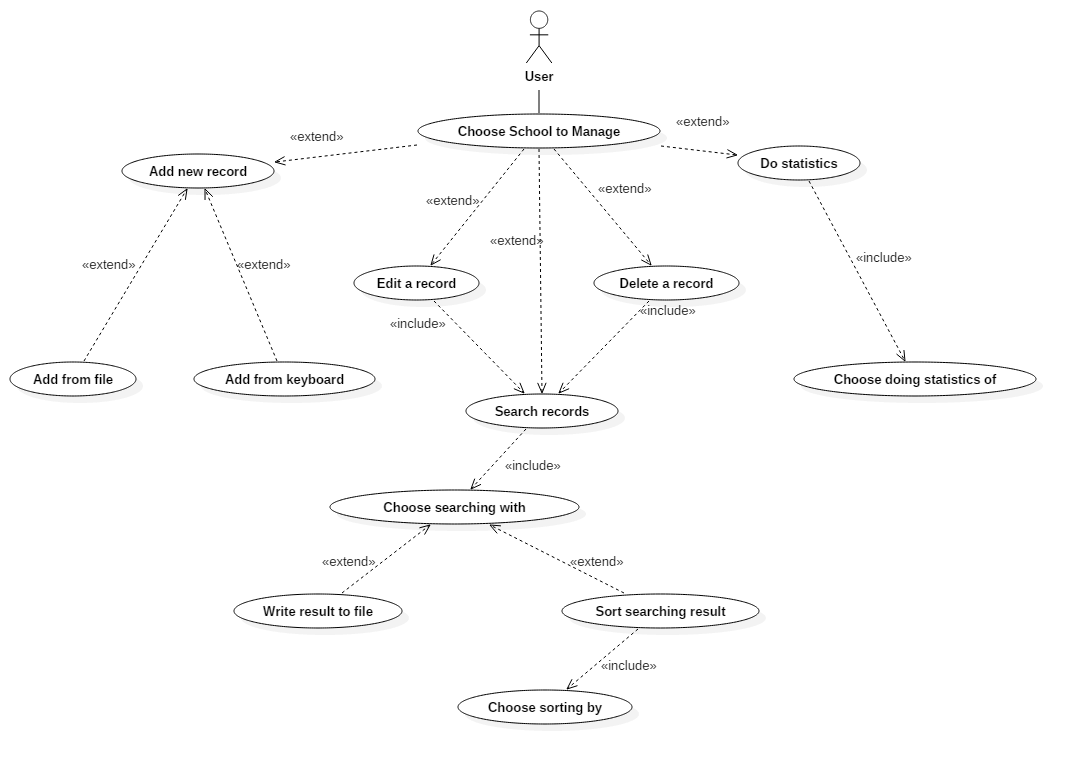 User
Choose School to Manage
«extend»
«extend»
Add new record
Do statistics
«extend»
«extend»
«extend»
«extend»
«extend»
«include»
Edit a record
Delete a record
«include»
«include»
Add from file
Add from keyboard
Choose doing statistics of
Search records
«include»
Choose searching with
«extend»
«extend»
Write result to file
Sort searching result
«include»
Choose sorting by